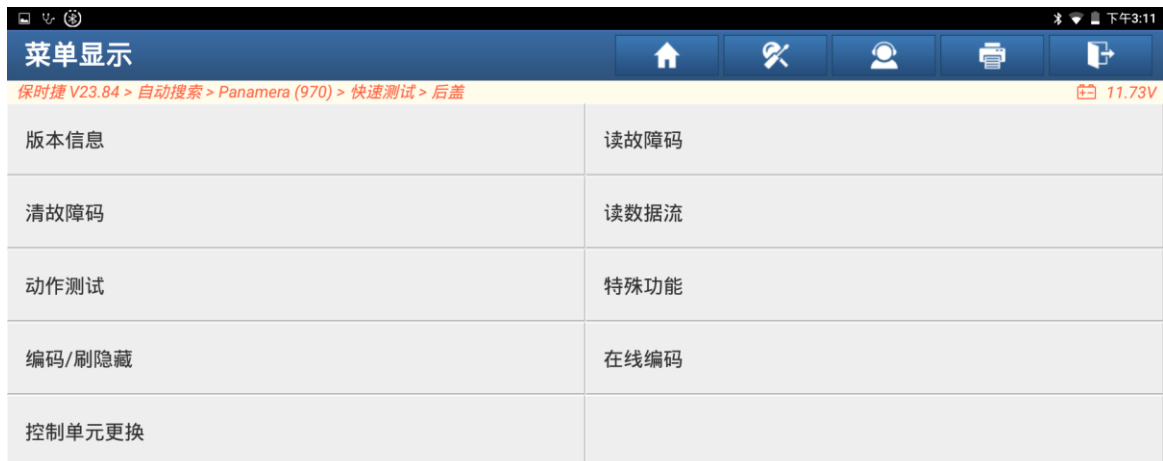 下午3:11
菜单显示
保时捷 V23.84 > 自动搜索 > Panamera (970) > 快速测试 > 后盖 11.73V
版本信息 读故障码
清故障码 读数据流
动作测试 特殊功能
编码/刷隐藏 在线编码
控制单元更换